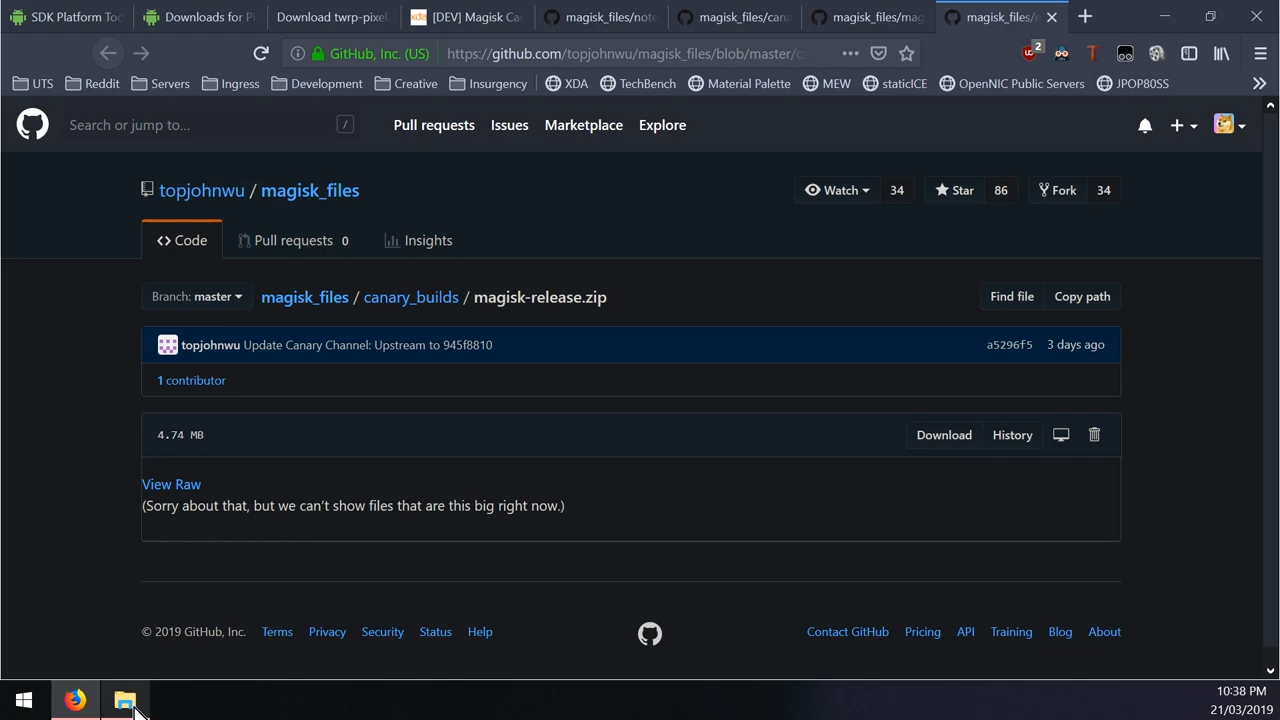 SDK Platform Too
Downloads for Pi
Download twrp-pixel
[DEV] Magisk Ca
magisk_files/note
magisk_files/can
magisk_files/mag
magisk_files/
GitHub, Inc. (US)
https://github.com/topjohnwu/magisk_files/blob/master/c
2
UTS
Reddit
Servers
Ingress
Development
Creative
Insurgency
XDA
TechBench
Material Palette
MEW
staticICE
OpenNIC Public Servers
JPOP80SS
Search or jump to...
/
Pull requests
Issues
Marketplace
Explore
topjohnwu / magisk_files
Watch 34
Star 86
Fork 34
Code
Pull requests 0
Insights
Branch: master
magisk_files / canary_builds / magisk-release.zip
Find file
Copy path
topjohnwu Update Canary Channel: Upstream to 945f8810
a5296f5 3 days ago
1 contributor
4.74 MB
Download
History
View Raw
(Sorry about that, but we can't show files that are this big right now.)
© 2019 GitHub, Inc.
Terms
Privacy
Security
Status
Help
Contact GitHub
Pricing
API
Training
Blog
About
10:38 PM
21/03/2019